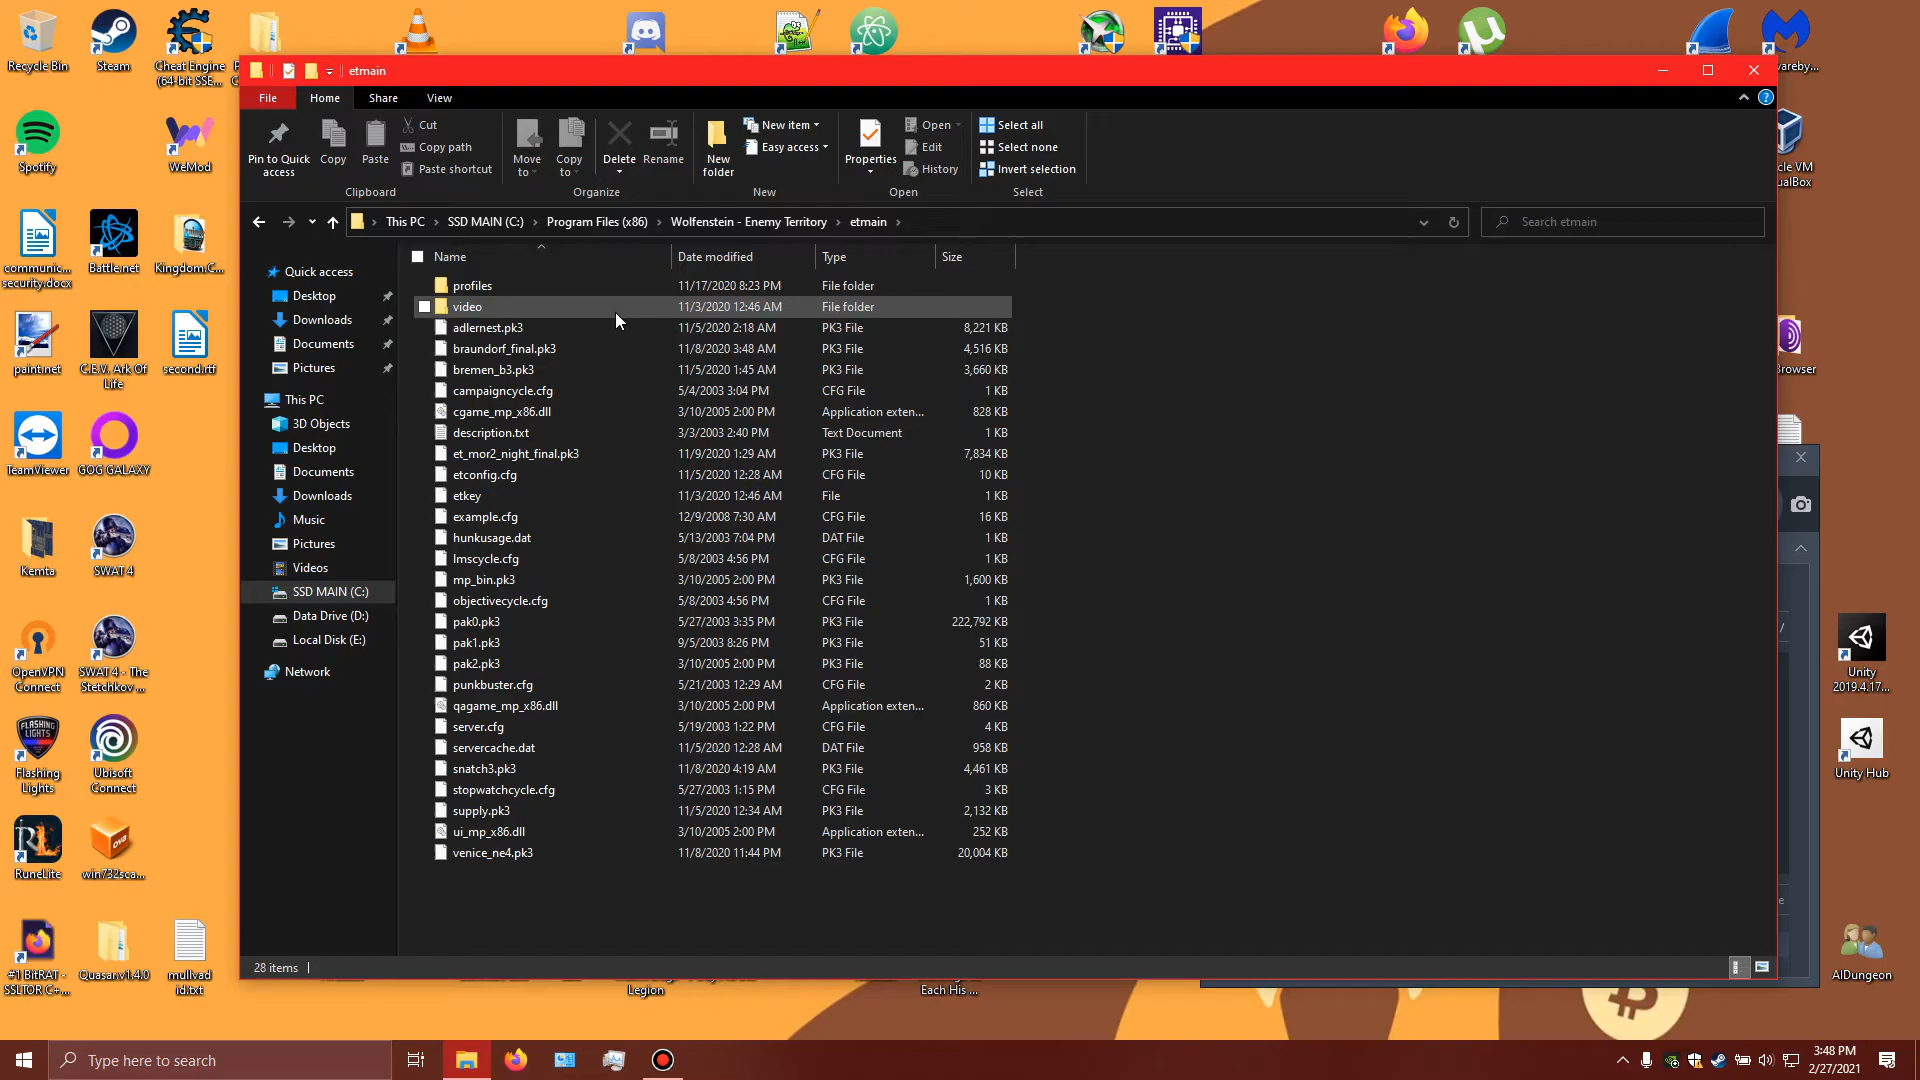 Recycle Bin
Steam
Cheat Engine
(64-bit SSE...
etmain
File
Home
Share
View
Pin to Quick
access
Copy
Paste
Cut
Copy path
Paste shortcut
Clipboard
Move
to
Copy
to
Delete
Rename
Organize
New
folder
New item
Easy access
New
Properties
Open
Edit
History
Open
Select all
Select none
Invert selection
Select
This PC
SSD MAIN (C:)
Program Files (x86)
Wolfenstein - Enemy Territory
etmain
Search etmain
Quick access
Desktop
Downloads
Documents
Pictures
This PC
3D Objects
Desktop
Documents
Downloads
Music
Pictures
Videos
SSD MAIN (C:)
Data Drive (D:)
Local Disk (E:)
Network
Name Date modified Type Size
profiles 11/17/2020 8:23 PM File folder
video 11/3/2020 12:46 AM File folder
adlernest.pk3 11/5/2020 2:18 AM PK3 File 8,221 KB
braundorf_final.pk3 11/8/2020 3:48 AM PK3 File 4,516 KB
bremen_b3.pk3 11/5/2020 1:45 AM PK3 File 3,660 KB
campaigncycle.cfg 5/4/2003 3:04 PM CFG File 1 KB
cgame_mp_x86.dll 3/10/2005 2:00 PM Application exten... 828 KB
description.txt 3/3/2003 2:40 PM Text Document 1 KB
et_mor2_night_final.pk3 11/9/2020 1:29 AM PK3 File 7,834 KB
etconfig.cfg 11/5/2020 12:28 AM CFG File 10 KB
etkey 11/3/2020 12:46 AM File 1 KB
example.cfg 12/9/2008 7:30 AM CFG File 16 KB
hunkusage.dat 5/13/2003 7:04 PM DAT File 1 KB
lmscycle.cfg 5/8/2003 4:56 PM CFG File 1 KB
mp_bin.pk3 3/10/2005 2:00 PM PK3 File 1,600 KB
objectivecycle.cfg 5/8/2003 4:56 PM CFG File 1 KB
pak0.pk3 5/27/2003 3:35 PM PK3 File 222,792 KB
pak1.pk3 9/5/2003 8:26 PM PK3 File 51 KB
pak2.pk3 3/10/2005 2:00 PM PK3 File 88 KB
punkbuster.cfg 5/21/2003 12:29 AM CFG File 2 KB
qagame_mp_x86.dll 3/10/2005 2:00 PM Application exten... 860 KB
server.cfg 5/19/2003 1:22 PM CFG File 4 KB
servercache.dat 11/5/2020 12:28 AM DAT File 958 KB
snatch3.pk3 11/8/2020 4:19 AM PK3 File 4,461 KB
stopwatchcycle.cfg 5/27/2003 1:15 PM CFG File 3 KB
supply.pk3 11/5/2020 12:34 AM PK3 File 2,132 KB
ui_mp_x86.dll 3/10/2005 2:00 PM Application exten... 252 KB
venice_ne4.pk3 11/8/2020 11:44 PM PK3 File 20,004 KB
28 items
Spotify
WeMod
communic...
security.docx
Battle.net
Kingdom.C...
paint.net
C.E.V. Ark Of
Life
second.rtf
TeamViewer
GOG GALAXY
Kemta
SWAT 4
OpenVPN
Connect
SWAT 4 - The
Stetchkov ...
FLASHING
LIGHTS
Flashing
Lights
Ubisoft
Connect
RuneLite
OVA
win732sca...
#1 BitRAT -
SSLTOR C+...
Quasar.v1.4.0
mullvad
id.txt
Legion
Each His ...
areby...
cle VM
ualBox
Browser
Unity
2019.4.17...
Unity Hub
AIDungeon
Type here to search
3:48 PM
2/27/2021